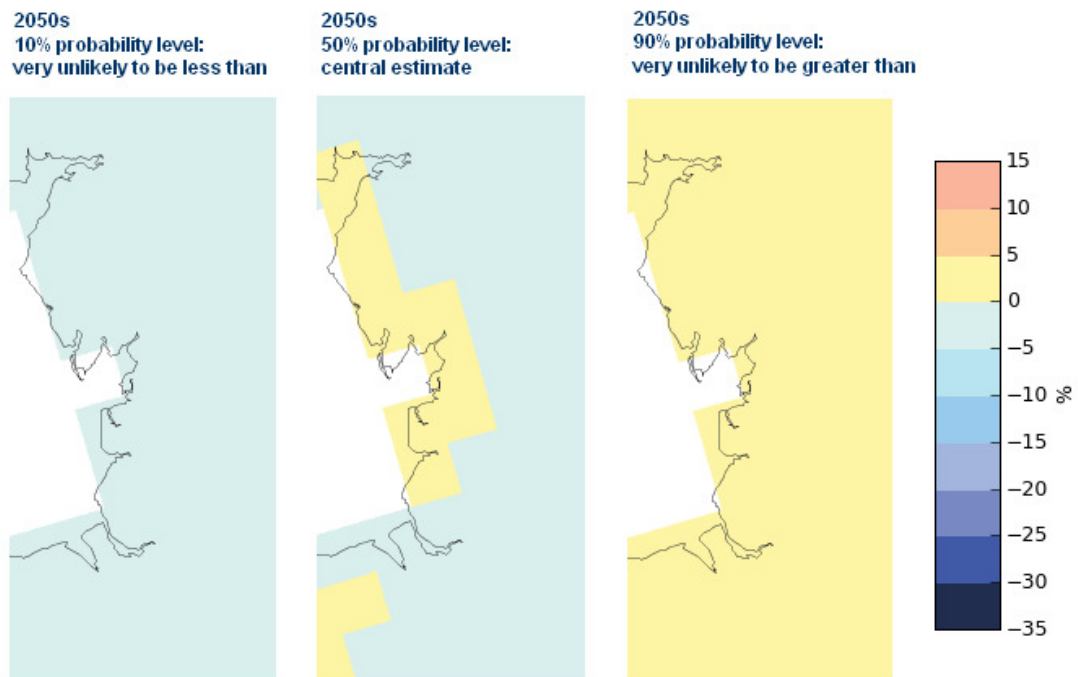 2050s
10% probability level:
very unlikely to be less than
2050s
50% probability level:
central estimate
2050s
90% probability level:
very unlikely to be greater than
15
10
5
0
−5
−10
−15
−20
−25
−30
−35
%